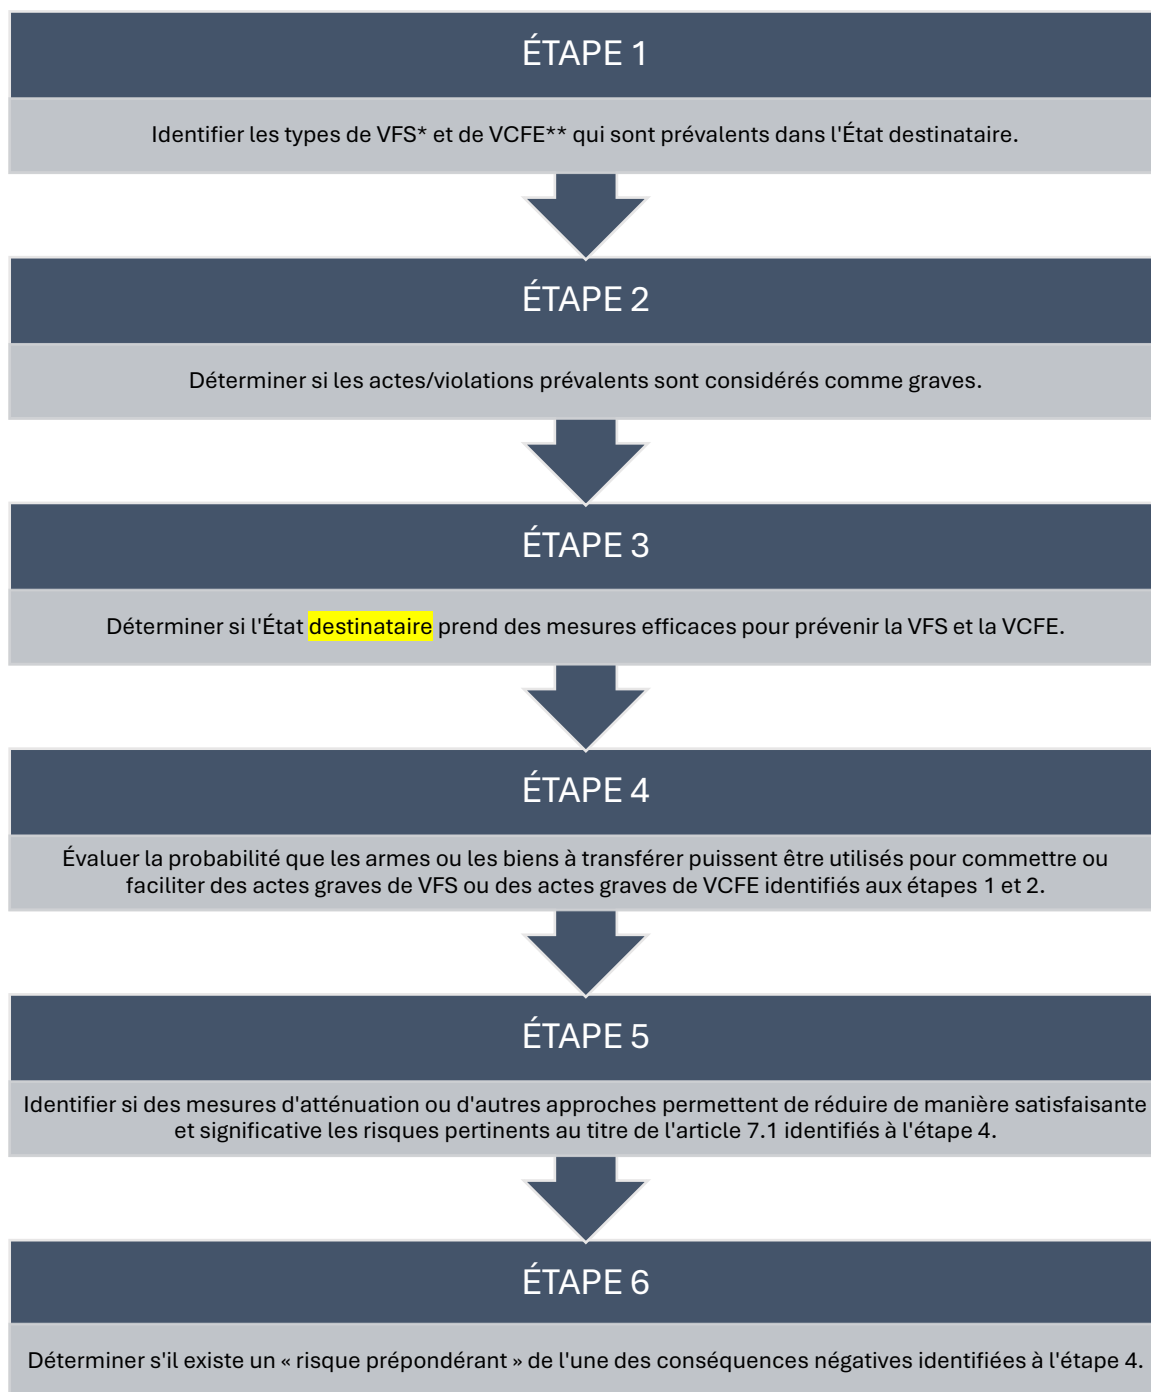 ÉTAPE 1
Identifier les types de VFS* et de VCFE** qui sont prévalents dans l'État destinataire.
ÉTAPE 2
Déterminer si les actes/violations prévalents sont considérés comme graves.
ÉTAPE 3
Déterminer si l'État destinataire prend des mesures efficaces pour prévenir la VFS et la VCFE.
ÉTAPE 4
Évaluer la probabilité que les armes ou les biens à transférer puissent être utilisés pour commettre ou
faciliter des actes graves de VFS ou des actes graves de VCFE identifiés aux étapes 1 et 2.
ÉTAPE 5
Identifier si des mesures d'atténuation ou d'autres approches permettent de réduire de manière satisfaisante
et significative les risques pertinents au titre de l'article 7.1 identifiés à l'étape 4.
ÉTAPE 6
Déterminer s'il existe un « risque prépondérant » de l'une des conséquences négatives identifiées à l'étape 4.